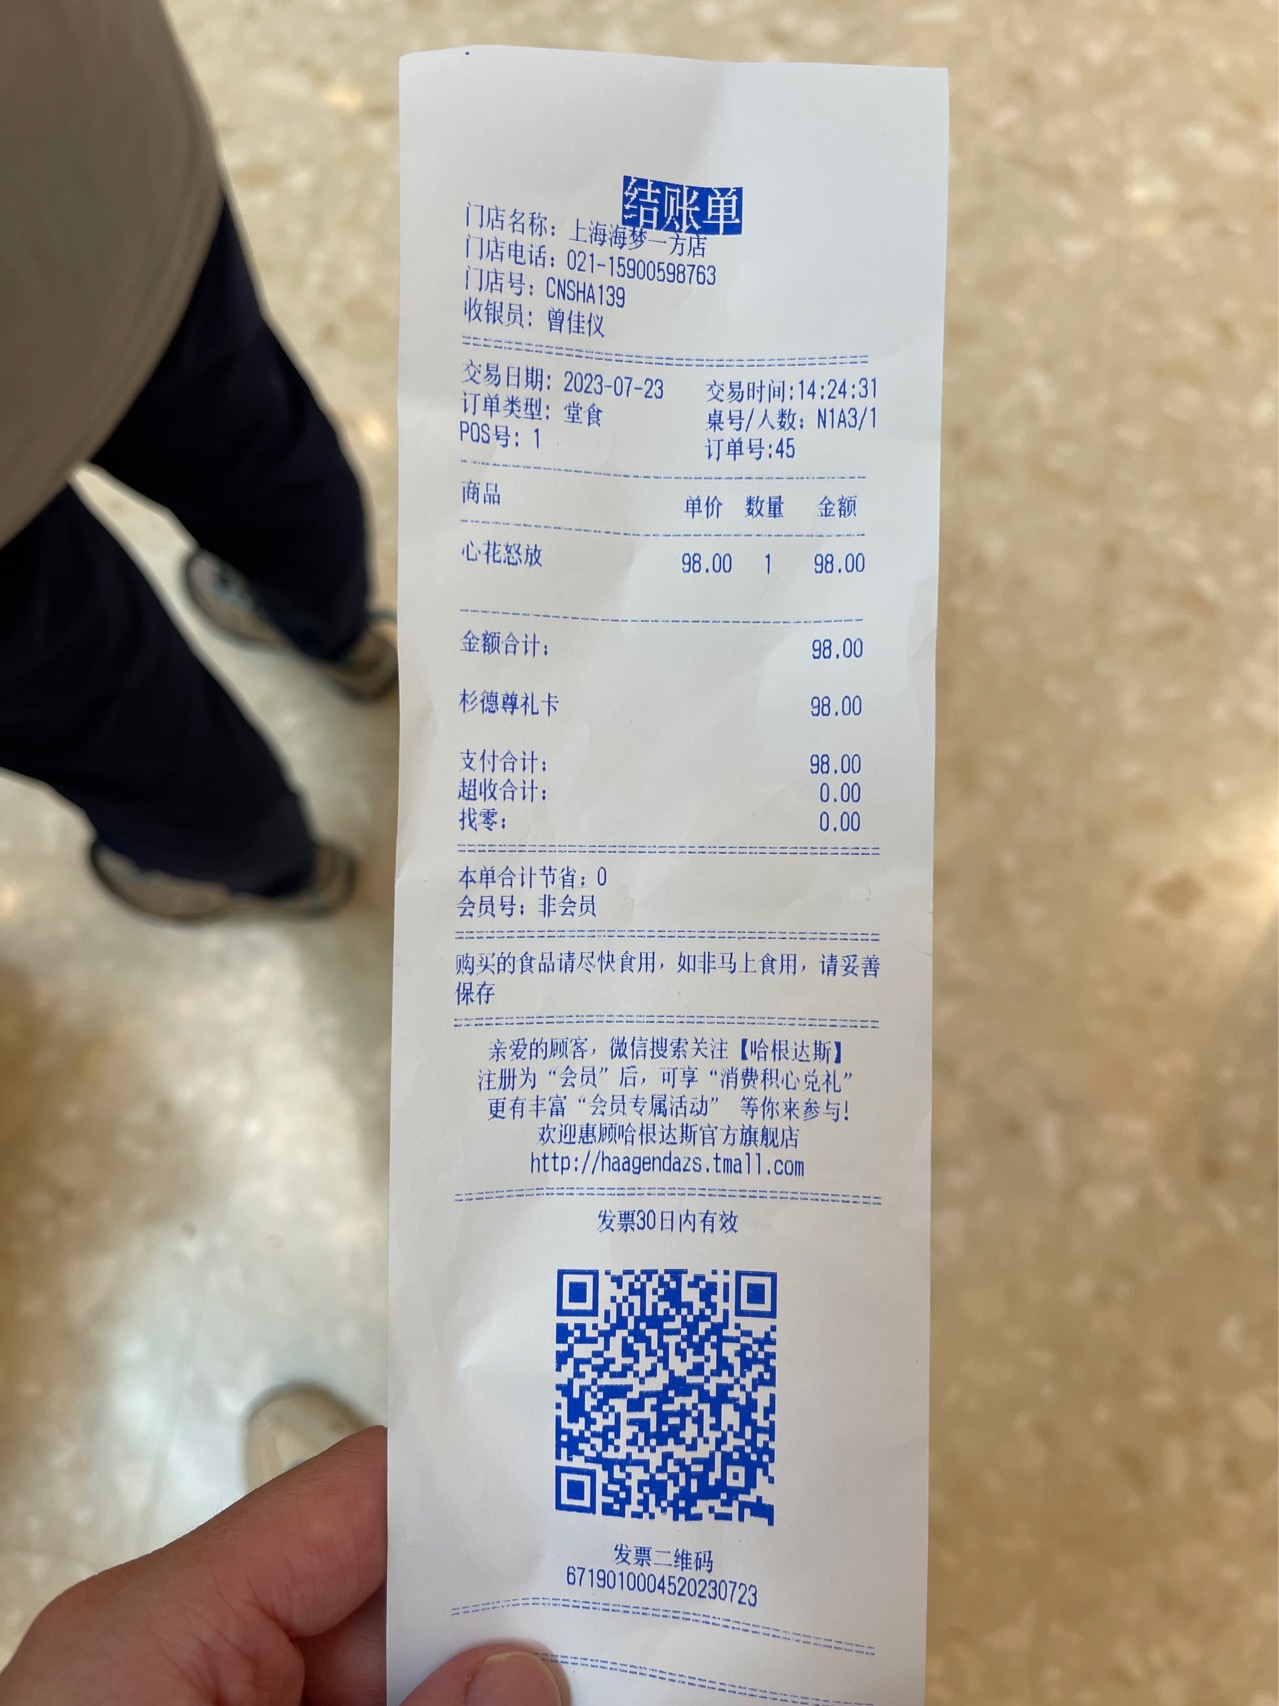 结账单
门店名称：上海海梦一方店
门店电话：021-15900598763
门店号：CNSHA139
收银员：曾佳仪
交易日期：2023-07-23 交易时间:14:24:31
订单类型：堂食 桌号/人数：N1A3/1
POS号：1 订单号:45
商品 单价 数量 金额
心花怒放 98.00 1 98.00
金额合计： 98.00
杉德尊礼卡 98.00
支付合计： 98.00
超收合计： 0.00
找零： 0.00
本单合计节省：0
会员号：非会员
购买的食品请尽快食用，如非马上食用，请妥善
保存
亲爱的顾客，微信搜索关注【哈根达斯】
注册为“会员”后，可享“消费积心兑礼”
更有丰富“会员专属活动” 等你来参与!
欢迎惠顾哈根达斯官方旗舰店
http://haagendazs.tmall.com
发票30日内有效
发票二维码
6719010004520230723